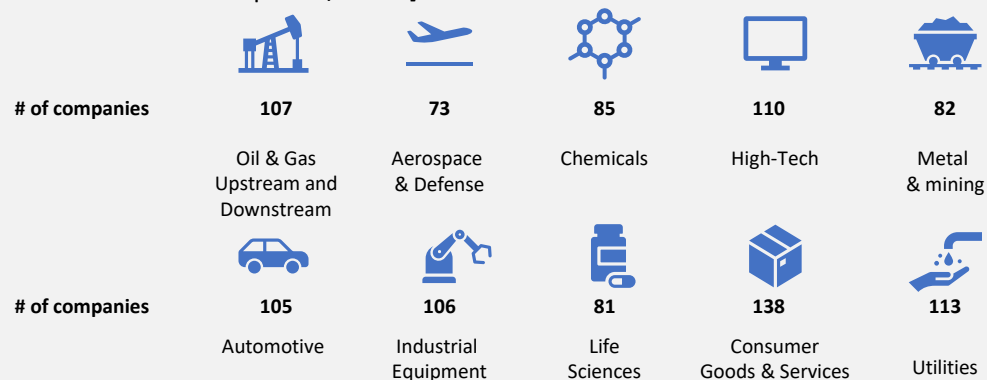 # of companies 107 73 85 110 82
Oil & Gas Upstream and Downstream
Aerospace & Defense
Chemicals
High-Tech
Metal & mining
# of companies 105 106 81 138 113
Automotive
Industrial Equipment
Life Sciences
Consumer Goods & Services
Utilities